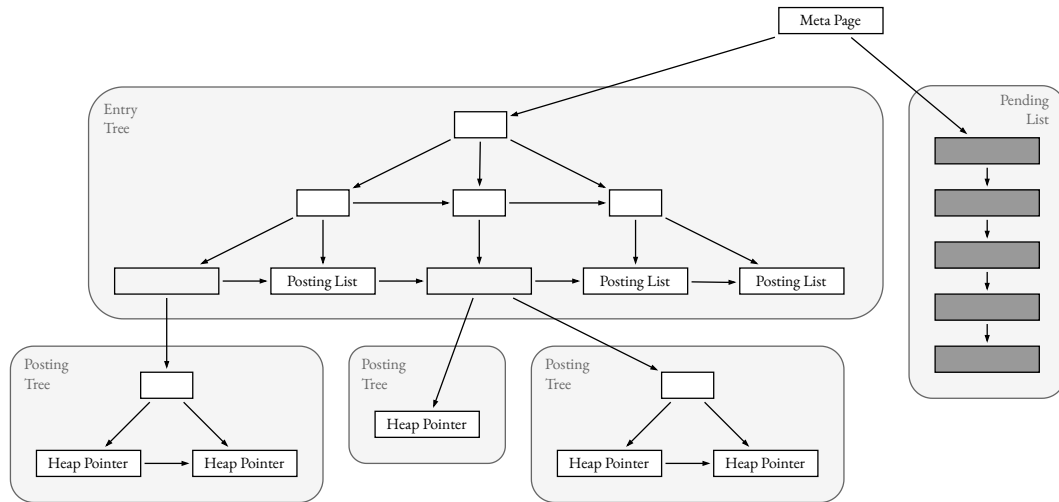 Meta Page
Entry
Tree
Pending
List
Posting List
Posting List
Posting List
Posting
Tree
Posting
Tree
Posting
Tree
Heap Pointer
Heap Pointer
Heap Pointer
Heap Pointer
Heap Pointer